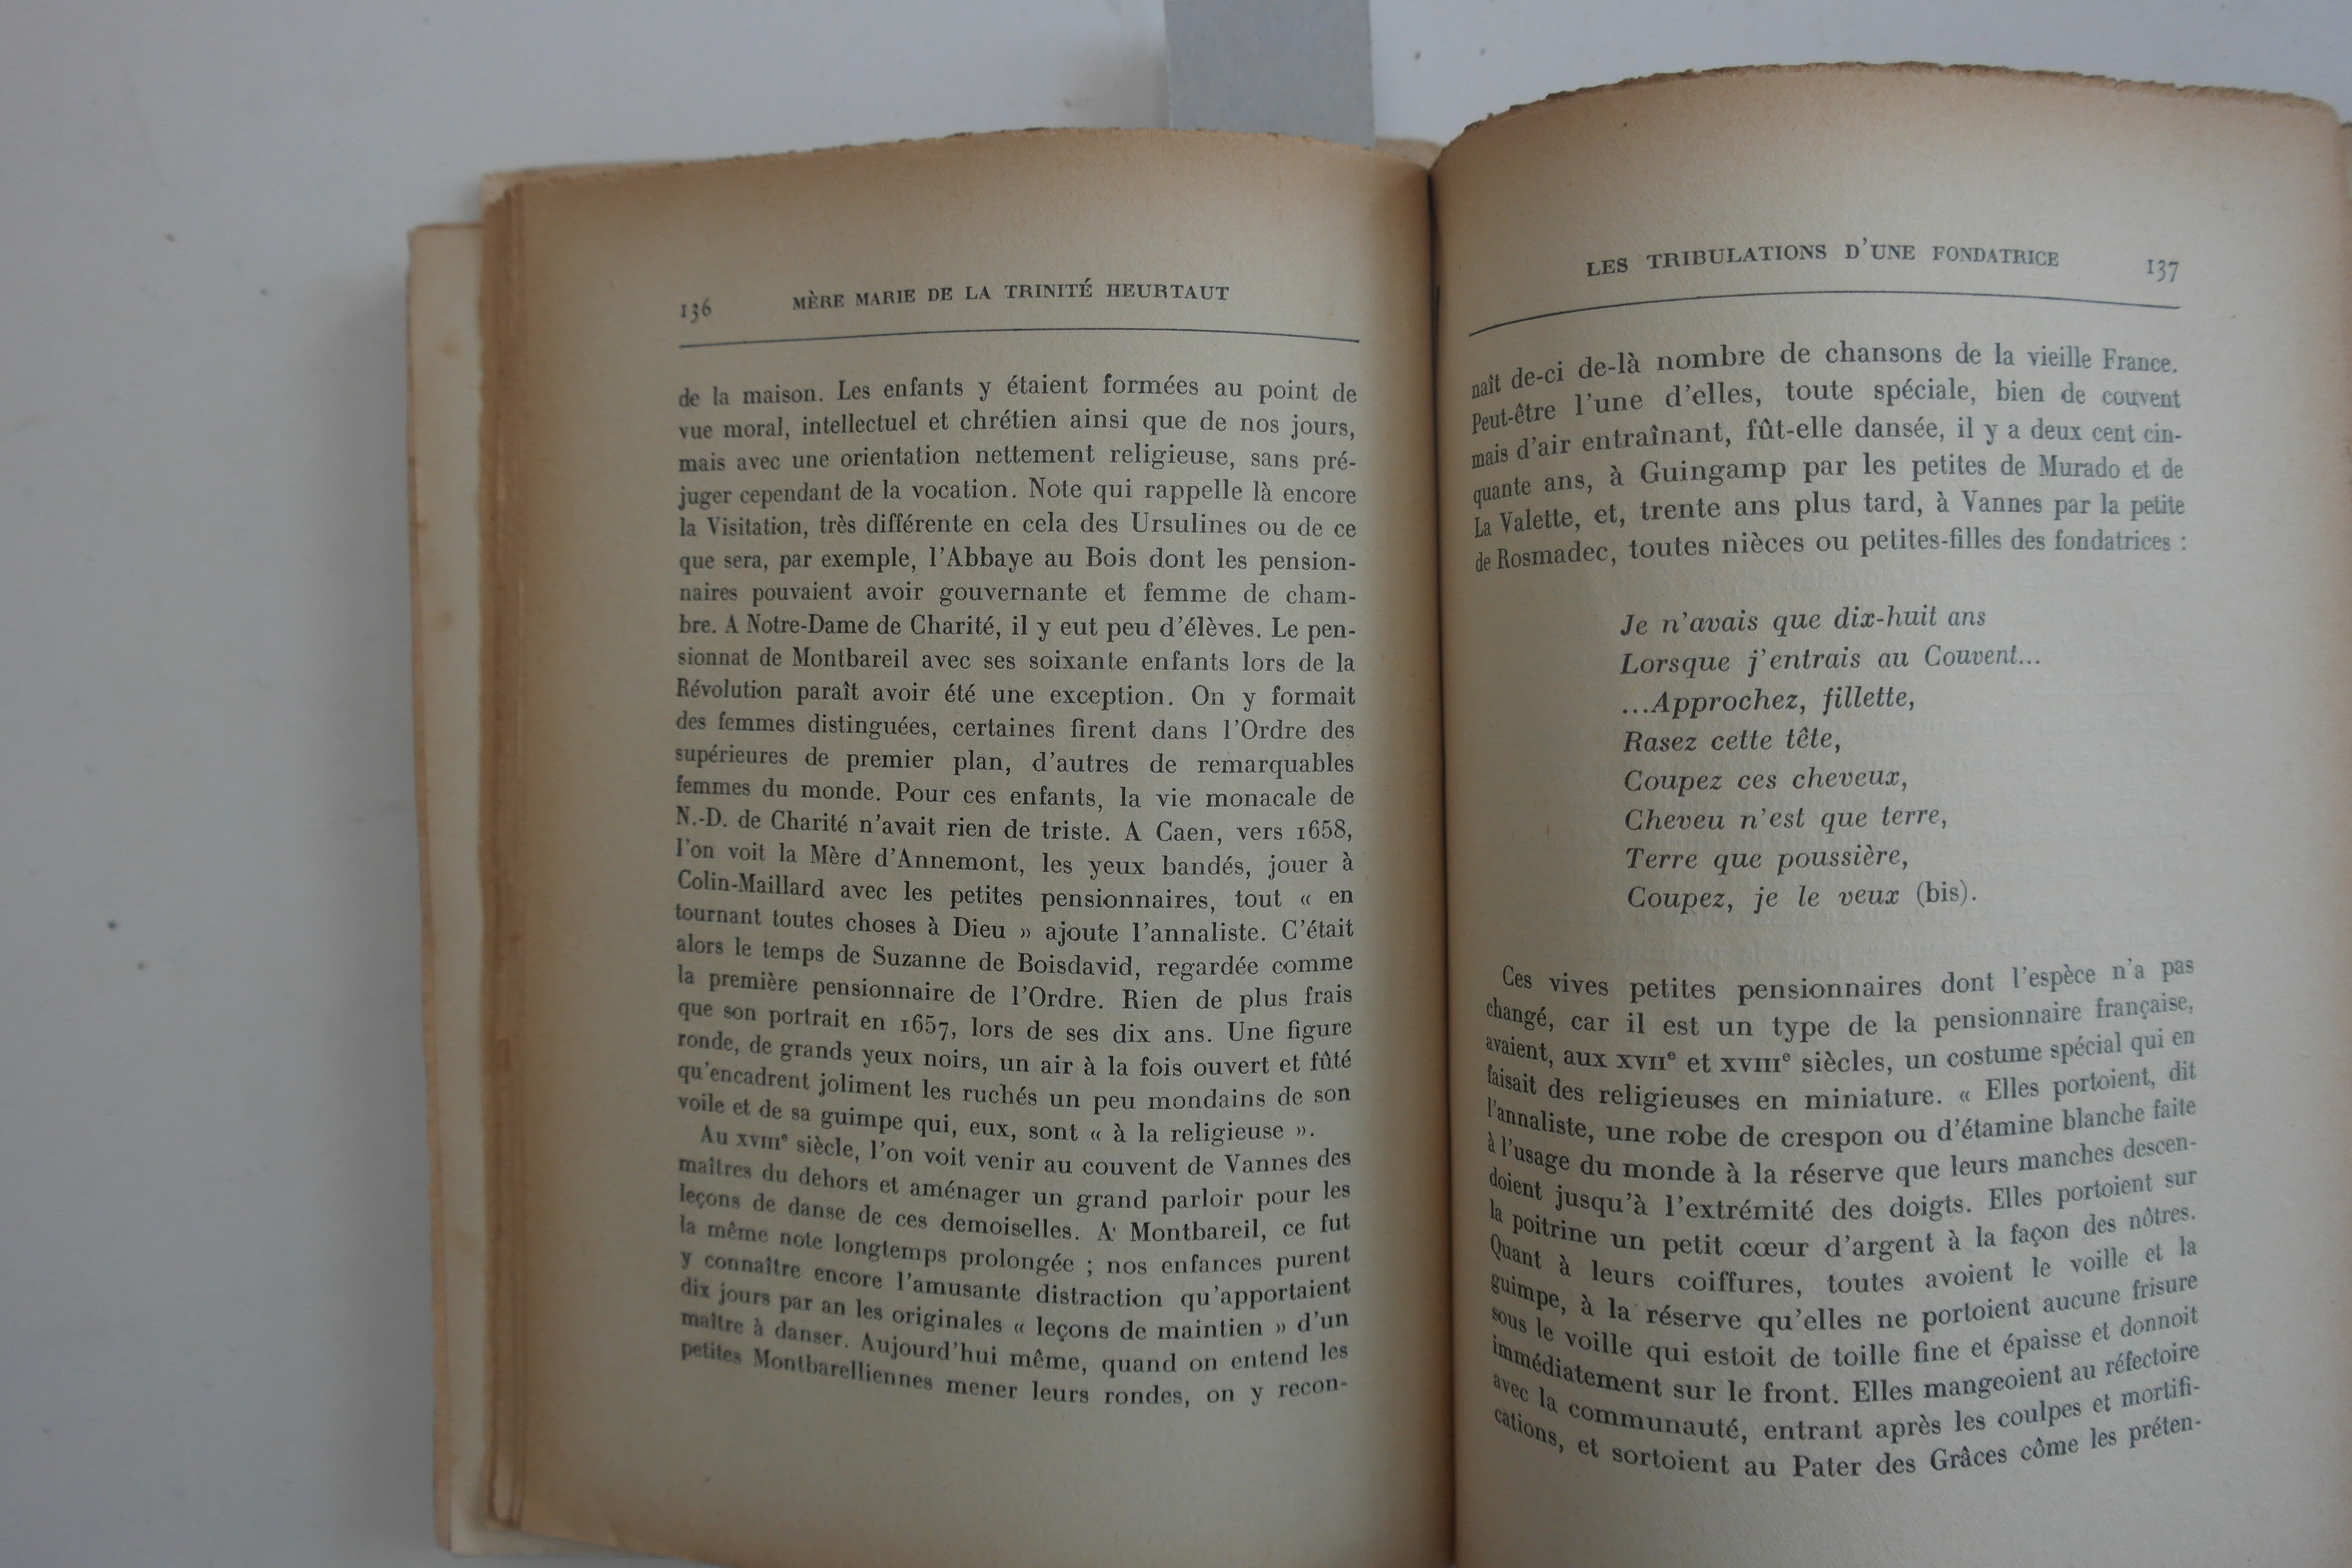 136 MÈRE MARIE DE LA TRINITÉ HEURTAUT
de la maison. Les enfants y étaient formées au point de
vue moral, intellectuel et chrétien ainsi que de nos jours,
mais avec une orientation nettement religieuse, sans pré-
juger cependant de la vocation. Note qui rappelle là encore
la Visitation, très différente en cela des Ursulines ou de ce
que sera, par exemple, l'Abbaye au Bois dont les pension-
naires pouvaient avoir gouvernante et femme de cham-
bre. A Notre-Dame de Charité, il y eut peu d'élèves. Le pen-
sionnat de Montbareil avec ses soixante enfants lors de la
Révolution paraît avoir été une exception. On y formait
des femmes distinguées, certaines firent dans l'Ordre des
supérieures de premier plan, d'autres de remarquables
femmes du monde. Pour ces enfants, la vie monacale de
N.-D. de Charité n'avait rien de triste. A Caen, vers 1658,
l'on voit la Mère d'Annemont, les yeux bandés, jouer à
Colin-Maillard avec les petites pensionnaires, tout « en
tournant toutes choses à Dieu » ajoute l'annaliste. C'était
alors le temps de Suzanne de Boisdavid, regardée comme
la première pensionnaire de l'Ordre. Rien de plus frais
que son portrait en 1657, lors de ses dix ans. Une figure
ronde, de grands yeux noirs, un air à la fois ouvert et fûté
qu'encadrent joliment les ruchés un peu mondains de son
voile et de sa guimpe qui, eux, sont « à la religieuse ».
Au XVIIIe siècle, l'on voit venir au couvent de Vannes des
maîtres du dehors et aménager un grand parloir pour les
leçons de danse de ces demoiselles. A Montbareil, ce fut
la même note longtemps prolongée ; nos enfances purent
y connaître encore l'amusante distraction qu'apportaient
dix jours par an les originales « leçons de maintien » d'un
maître à danser. Aujourd'hui même, quand on entend les
petites Montbarelliennes mener leurs rondes, on y recon-
LES TRIBULATIONS D'UNE FONDATRICE 137
naît de-ci de-là nombre de chansons de la vieille France.
Peut-être l'une d'elles, toute spéciale, bien de couvent
mais d'air entraînant, fût-elle dansée, il y a deux cent cin-
quante ans, à Guingamp par les petites de Murado et de
La Valette, et, trente ans plus tard, à Vannes par la petite
de Rosmadec, toutes nièces ou petites-filles des fondatrices :
Je n'avais que dix-huit ans
Lorsque j'entrais au Couvent...
...Approchez, fillette,
Rasez cette tête,
Coupez ces cheveux,
Cheveu n'est que terre,
Terre que poussière,
Coupez, je le veux (bis).
Ces vives petites pensionnaires dont l'espèce n'a pas
changé, car il est un type de la pensionnaire française,
avaient, aux XVIIe et XVIIIe siècles, un costume spécial qui en
faisait des religieuses en miniature. « Elles portoient, dit
l'annaliste, une robe de crespon ou d'étamine blanche faite
à l'usage du monde à la réserve que leurs manches descen-
doient jusqu'à l'extrémité des doigts. Elles portoient sur
la poitrine un petit cœur d'argent à la façon des nôtres.
Quant à leurs coiffures, toutes avoient le voille et la
guimpe, à la réserve qu'elles ne portoient aucune frisure
sous le voille qui estoit de toille fine et épaisse et donnoit
immédiatement sur le front. Elles mangeoient au réfectoire
avec la communauté, entrant après les coulpes et mortifi-
cations, et sortoient au Pater des Grâces côme les préten-